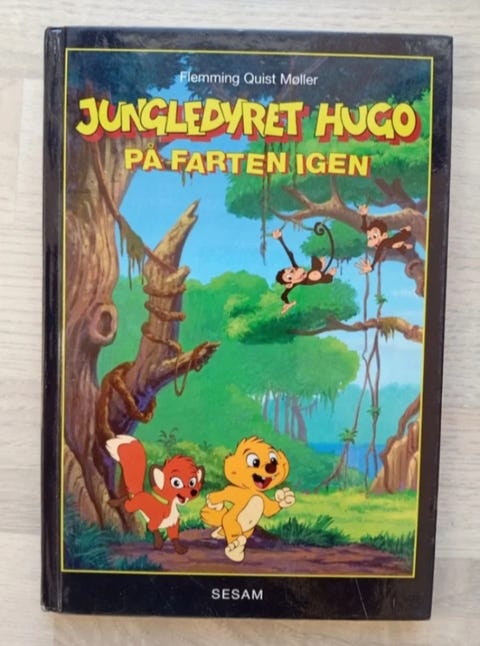 Flemming Quist Møller
JUNGLEDYRET HUGO
PÅ FARTEN IGEN
SESAM